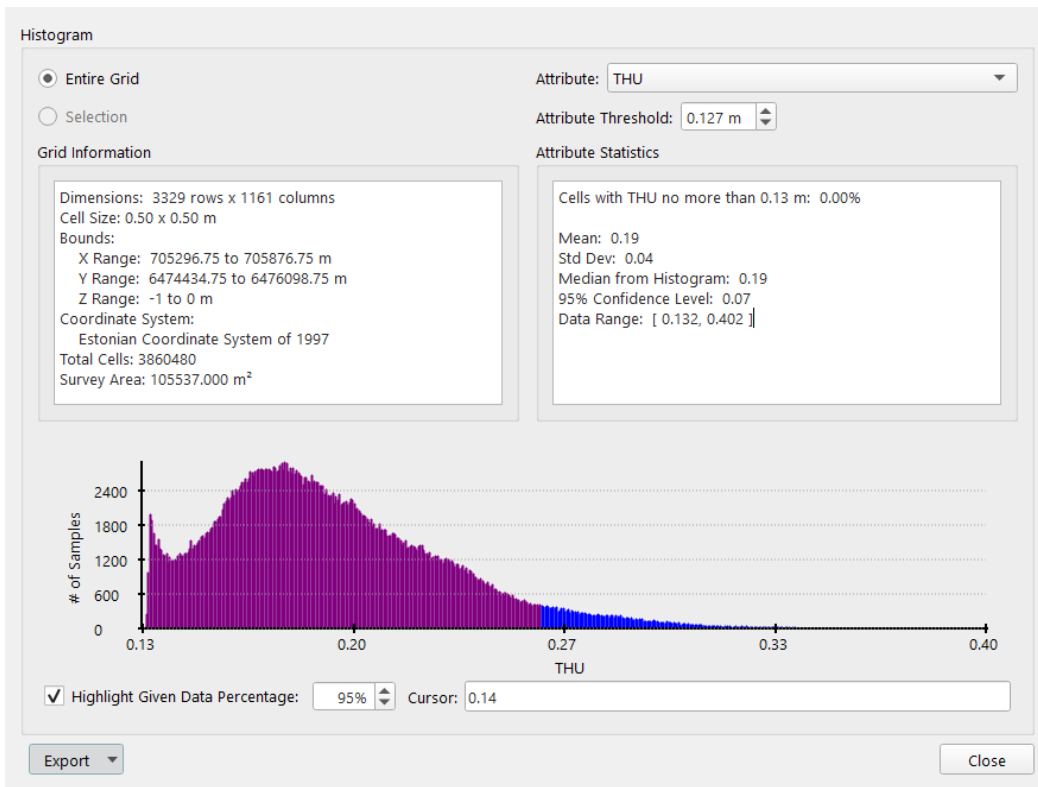 Histogram
Entire Grid
Selection
Attribute: THU
Attribute Threshold: 0.127 m
Grid Information
Dimensions: 3329 rows x 1161 columns
Cell Size: 0.50 x 0.50 m
Bounds:
X Range: 705296.75 to 705876.75 m
Y Range: 6474434.75 to 6476098.75 m
Z Range: -1 to 0 m
Coordinate System:
Estonian Coordinate System of 1997
Total Cells: 3860480
Survey Area: 105537.000 m²
Attribute Statistics
Cells with THU no more than 0.13 m: 0.00%
Mean: 0.19
Std Dev: 0.04
Median from Histogram: 0.19
95% Confidence Level: 0.07
Data Range: [ 0.132, 0.402 ]
# of Samples
2400
1800
1200
600
0
0.13 0.20 0.27 0.33 0.40
THU
Highlight Given Data Percentage: 95% Cursor: 0.14
Export Close